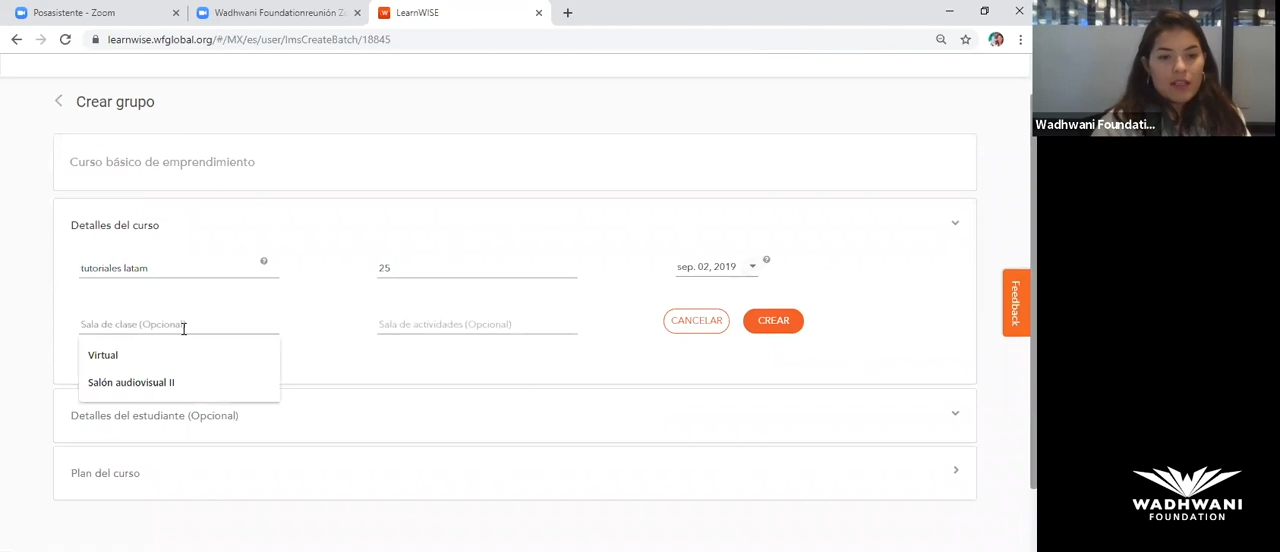 Posasistente - Zoom
Wadhwani Foundationreunión Z
LearnWISE
learnwise.wfglobal.org/#/MX/es/user/lmsCreateBatch/18845
Crear grupo
Curso básico de emprendimiento
Detalles del curso
tutoriales latam
25
sep. 02, 2019
Sala de clase (Opcional)
Sala de actividades (Opcional)
CANCELAR
CREAR
Virtual
Salón audiovisual II
Detalles del estudiante (Opcional)
Plan del curso
Feedback
Wadhwani Foundati...
WADHWANI
FOUNDATION